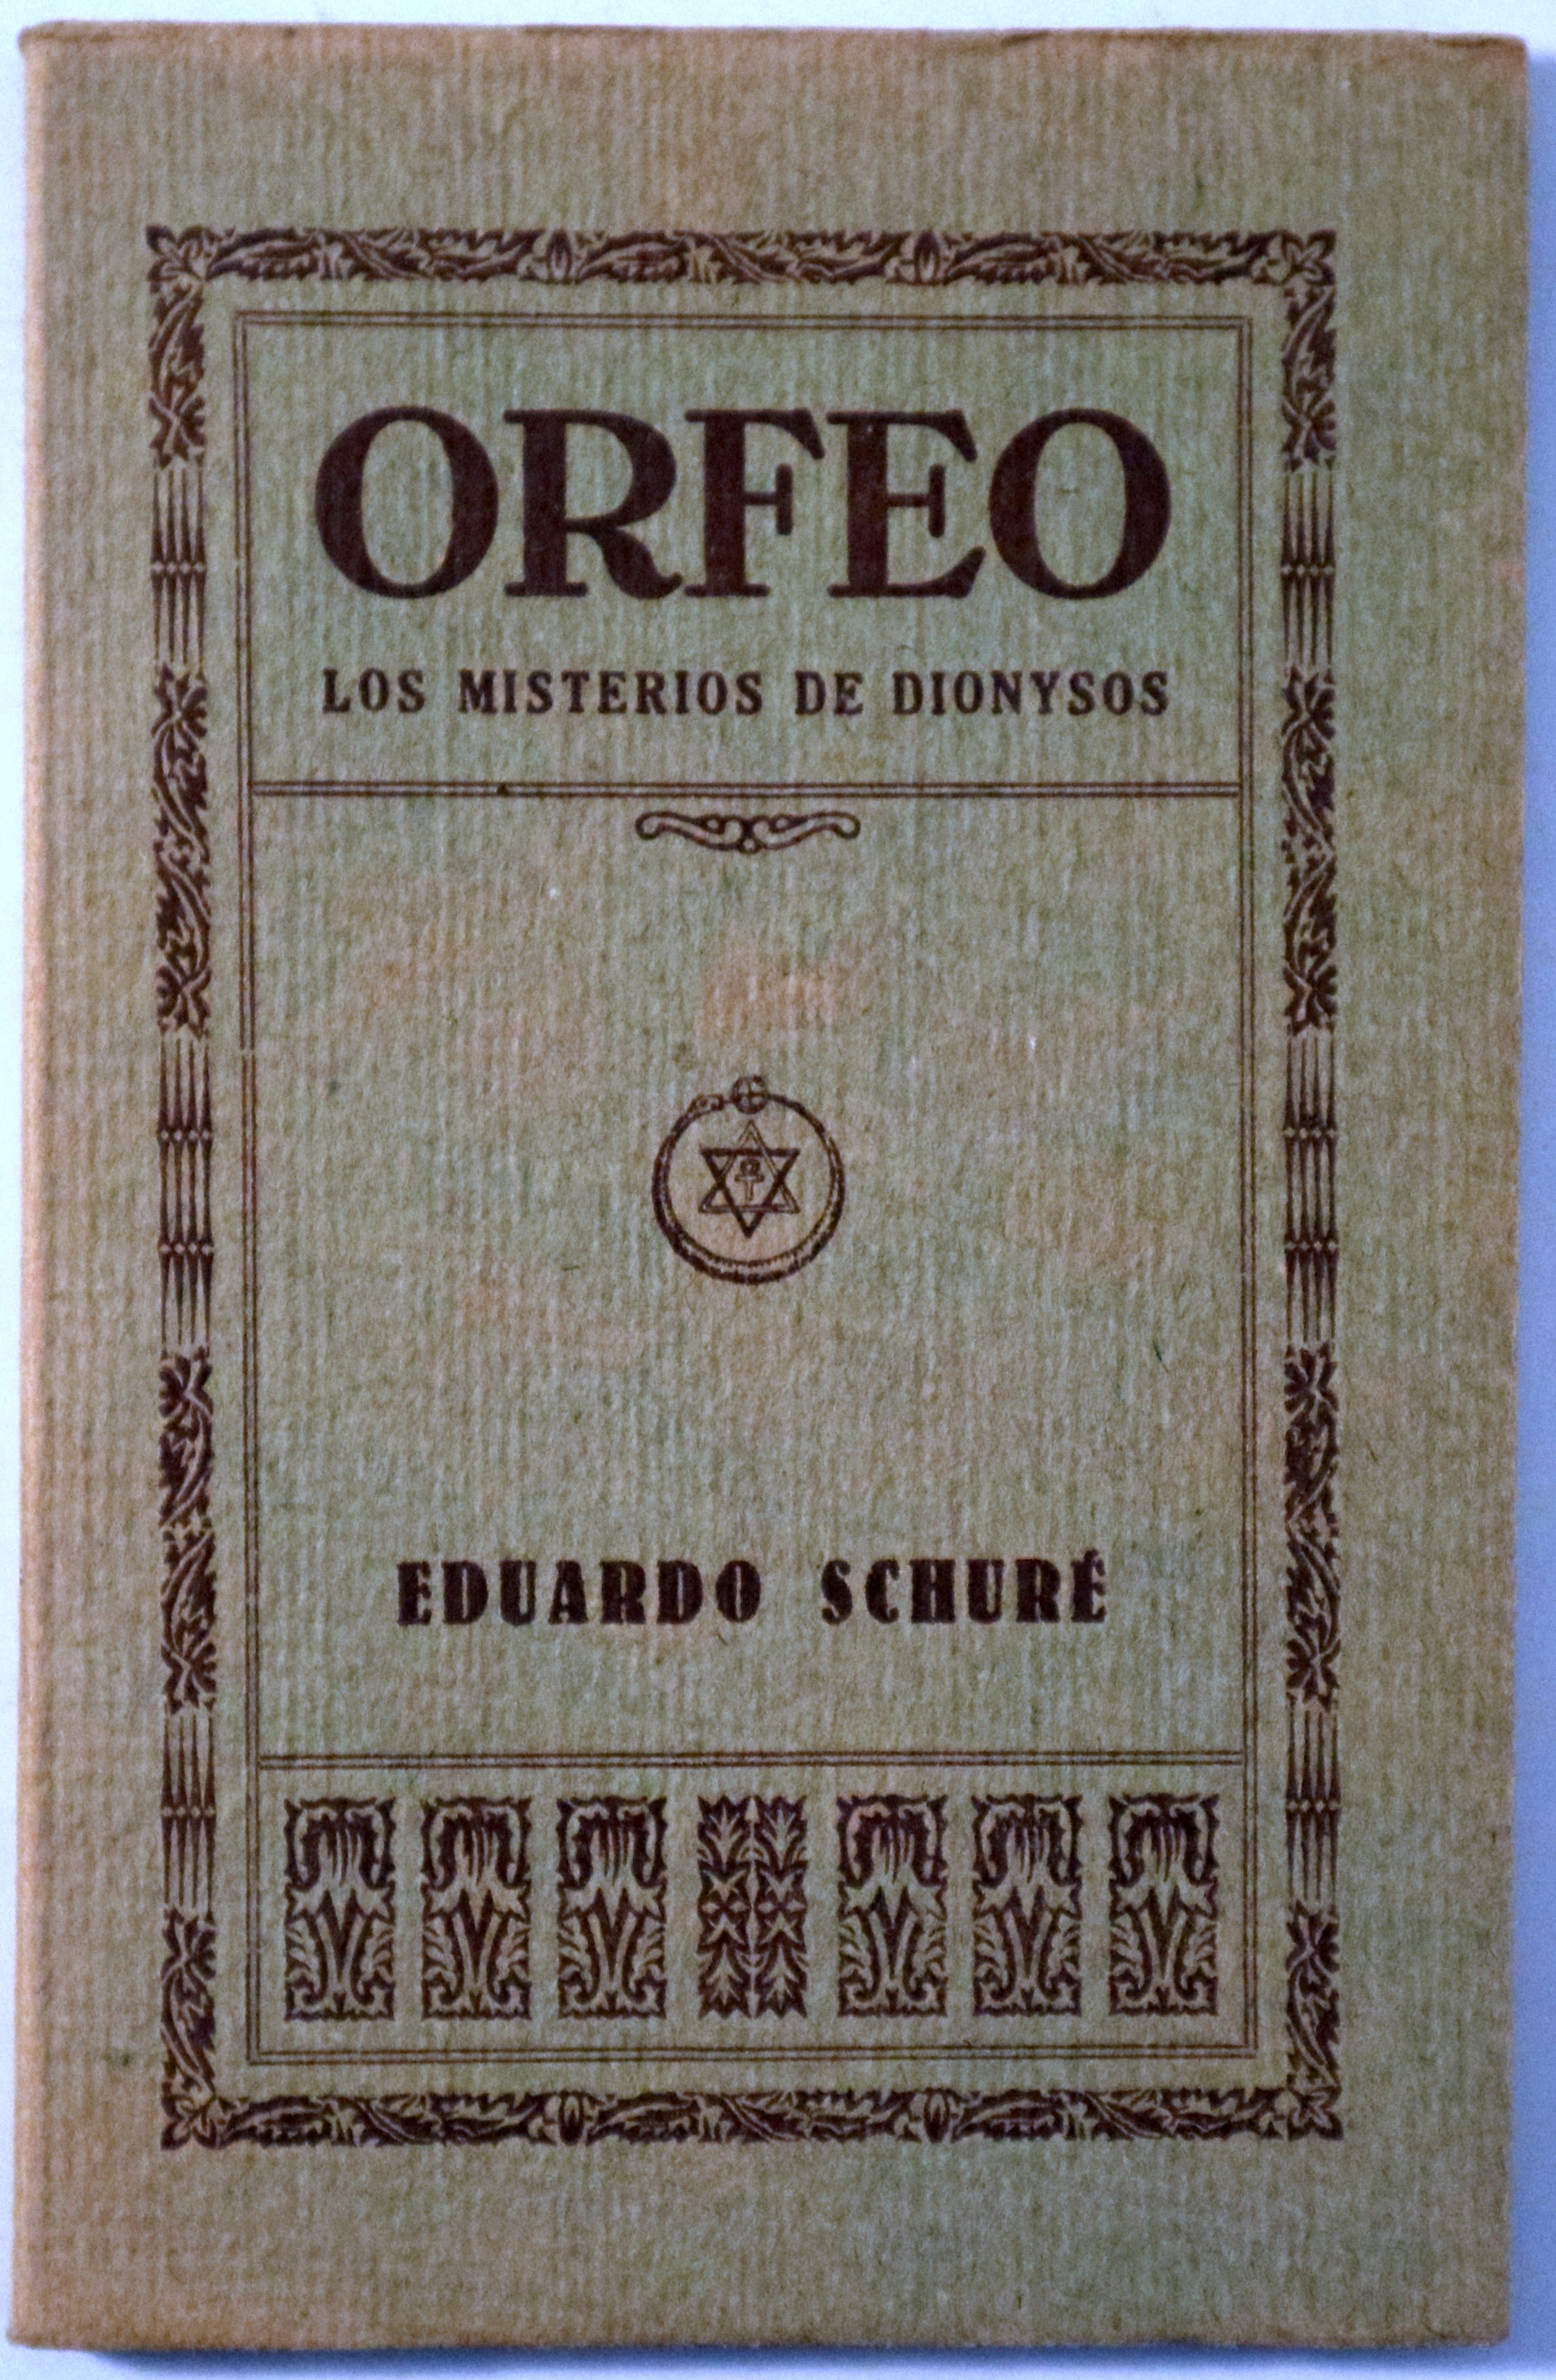 ORFEO
LOS MISTERIOS DE DIONYSOS
EDUARDO SCHURÉ